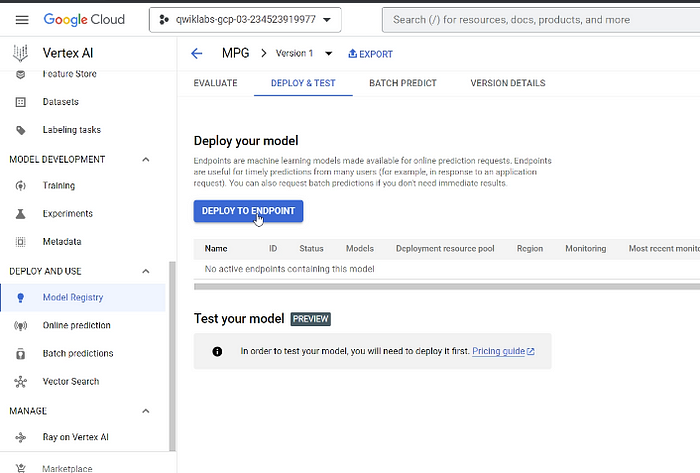 Google Cloud
qwiklabs-gcp-03-234523919977
Search (/) for resources, docs, products, and more
Vertex AI
MPG
Version 1
EXPORT
Feature Store
Datasets
Labeling tasks
MODEL DEVELOPMENT
Training
Experiments
Metadata
DEPLOY AND USE
Model Registry
Online prediction
Batch predictions
Vector Search
MANAGE
Ray on Vertex AI
Marketplace
EVALUATE DEPLOY & TEST BATCH PREDICT VERSION DETAILS
Deploy your model
Endpoints are machine learning models made available for online prediction requests. Endpoints
are useful for timely predictions from many users (for example, in response to an application
request). You can also request batch predictions if you don't need immediate results.
DEPLOY TO ENDPOINT
Name ID Status Models Deployment resource pool Region Monitoring Most recent monito
No active endpoints containing this model
Test your model PREVIEW
In order to test your model, you will need to deploy it first. Pricing guide